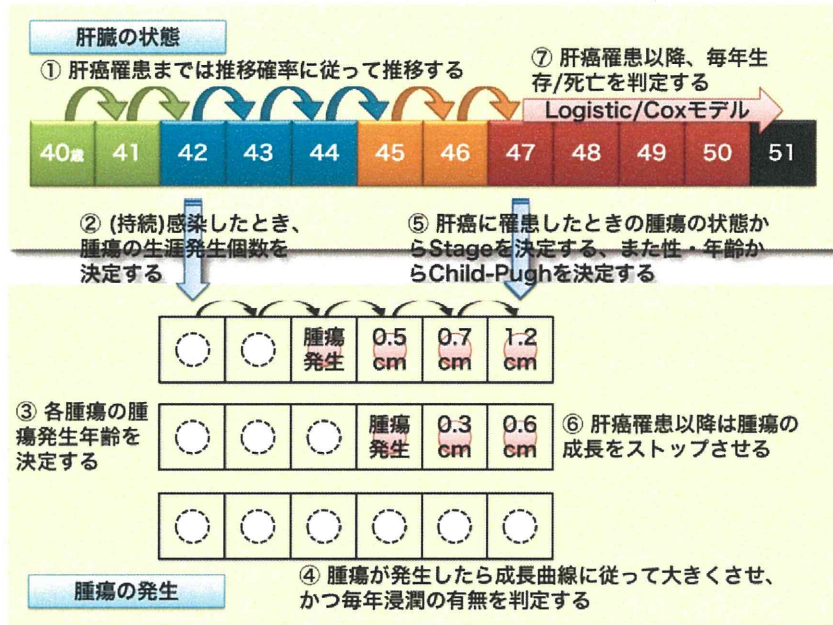 肝臓の状態
① 肝癌罹患までは推移確率に従って推移する
⑦ 肝癌罹患以降、毎年生
存/死亡を判定する
Logistic/Coxモデル
40歳 41 42 43 44 45 46 47 48 49 50 51
② (持続)感染したとき、
腫瘍の生涯発生個数を
決定する
⑤ 肝癌に罹患したときの腫瘍の状態か
らStageを決定する、また性・年齢か
らChild-Pughを決定する
腫瘍 0.5 0.7 1.2
発生 cm cm cm
③ 各腫瘍の腫
瘍発生年齢を
決定する
腫瘍 0.3 0.6
発生 cm cm
⑥ 肝癌罹患以降は腫瘍の
成長をストップさせる
④ 腫瘍が発生したら成長曲線に従って大きくさせ、
かつ毎年浸潤の有無を判定する
腫瘍の発生